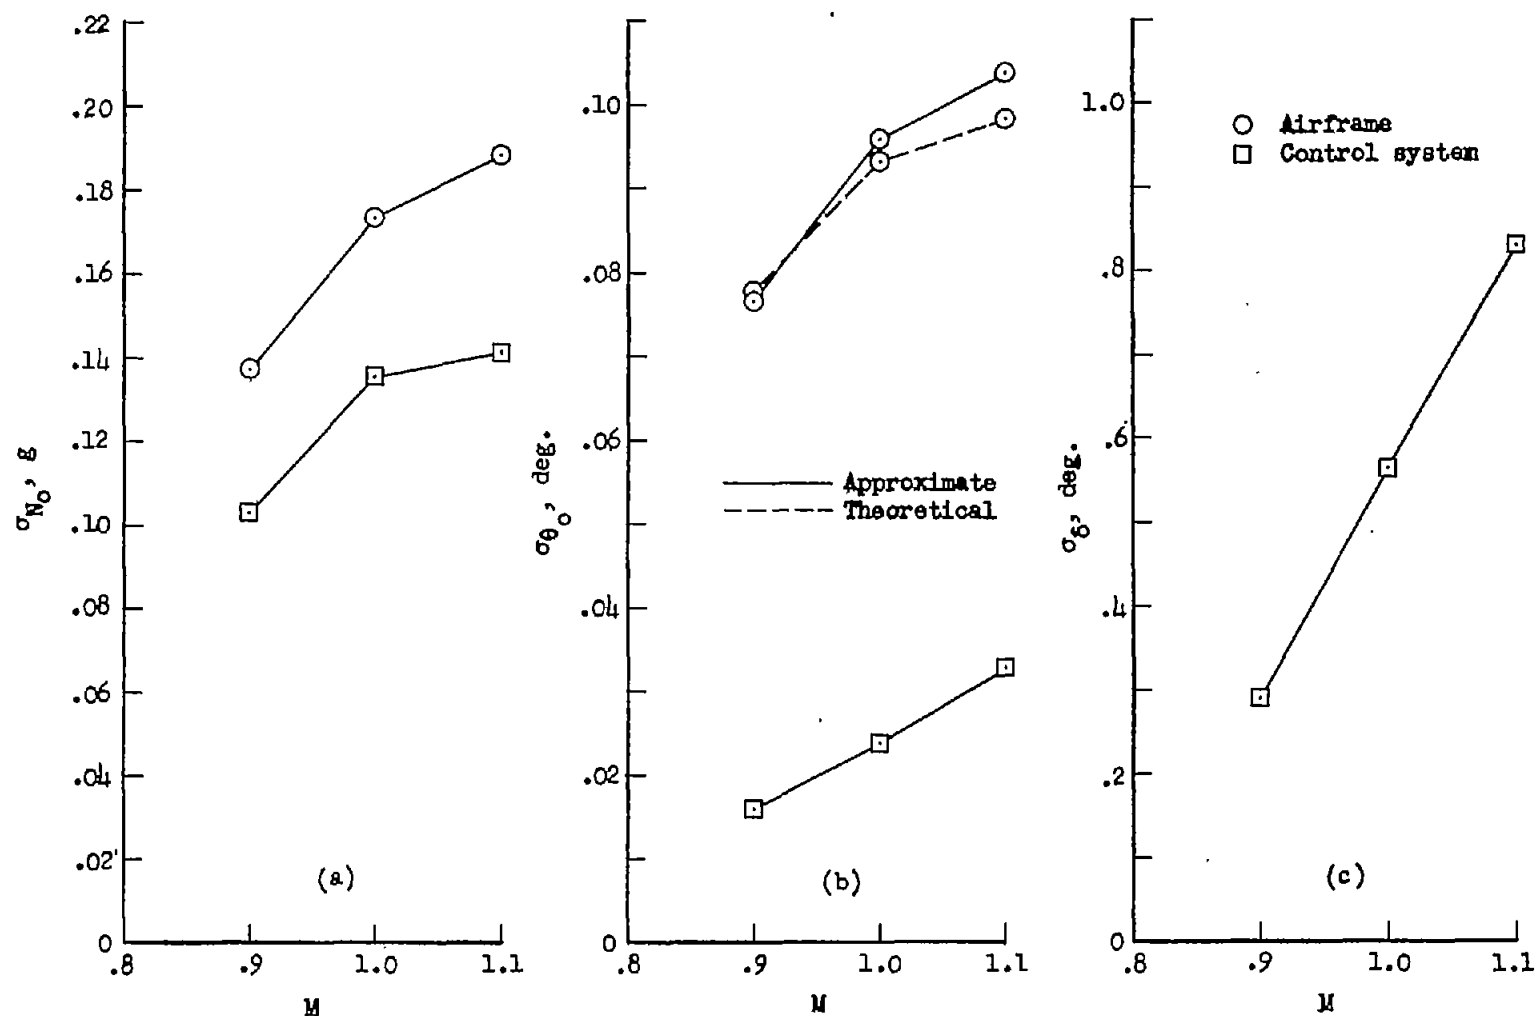 .22
.20
.18
.16
.14
.12
.10
.08
.06
.04
.02
0
σN₀, g
.8 .9 1.0 1.1
M
(a)
.10
.08
.06
.04
.02
0
σθ₀, deg.
Approximate
Theoretical
.8 .9 1.0 1.1
M
(b)
1.0
.8
.6
.4
.2
0
σδ, deg.
Airframe
Control system
.8 .9 1.0 1.1
M
(c)